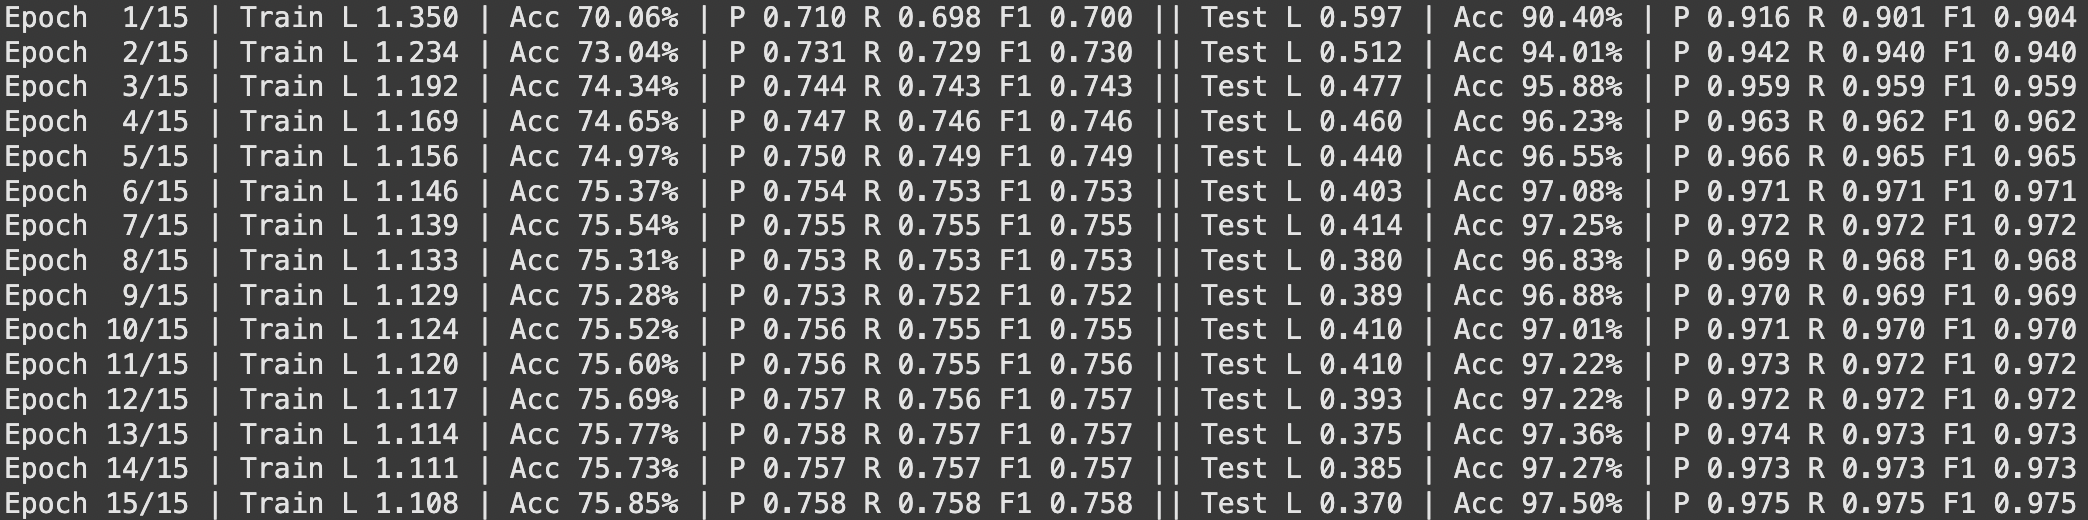 Epoch  1/15 | Train L 1.350 | Acc 70.06% | P 0.710 R 0.698 F1 0.700 || Test L 0.597 | Acc 90.40% | P 0.916 R 0.901 F1 0.904
Epoch  2/15 | Train L 1.234 | Acc 73.04% | P 0.731 R 0.729 F1 0.730 || Test L 0.512 | Acc 94.01% | P 0.942 R 0.940 F1 0.940
Epoch  3/15 | Train L 1.192 | Acc 74.34% | P 0.744 R 0.743 F1 0.743 || Test L 0.477 | Acc 95.88% | P 0.959 R 0.959 F1 0.959
Epoch  4/15 | Train L 1.169 | Acc 74.65% | P 0.747 R 0.746 F1 0.746 || Test L 0.460 | Acc 96.23% | P 0.963 R 0.962 F1 0.962
Epoch  5/15 | Train L 1.156 | Acc 74.97% | P 0.750 R 0.749 F1 0.749 || Test L 0.440 | Acc 96.55% | P 0.966 R 0.965 F1 0.965
Epoch  6/15 | Train L 1.146 | Acc 75.37% | P 0.754 R 0.753 F1 0.753 || Test L 0.403 | Acc 97.08% | P 0.971 R 0.971 F1 0.971
Epoch  7/15 | Train L 1.139 | Acc 75.54% | P 0.755 R 0.755 F1 0.755 || Test L 0.414 | Acc 97.25% | P 0.972 R 0.972 F1 0.972
Epoch  8/15 | Train L 1.133 | Acc 75.31% | P 0.753 R 0.753 F1 0.753 || Test L 0.380 | Acc 96.83% | P 0.969 R 0.968 F1 0.968
Epoch  9/15 | Train L 1.129 | Acc 75.28% | P 0.753 R 0.752 F1 0.752 || Test L 0.389 | Acc 96.88% | P 0.970 R 0.969 F1 0.969
Epoch 10/15 | Train L 1.124 | Acc 75.52% | P 0.756 R 0.755 F1 0.755 || Test L 0.410 | Acc 97.01% | P 0.971 R 0.970 F1 0.970
Epoch 11/15 | Train L 1.120 | Acc 75.60% | P 0.756 R 0.755 F1 0.756 || Test L 0.410 | Acc 97.22% | P 0.973 R 0.972 F1 0.972
Epoch 12/15 | Train L 1.117 | Acc 75.69% | P 0.757 R 0.756 F1 0.757 || Test L 0.393 | Acc 97.22% | P 0.972 R 0.972 F1 0.972
Epoch 13/15 | Train L 1.114 | Acc 75.77% | P 0.758 R 0.757 F1 0.757 || Test L 0.375 | Acc 97.36% | P 0.974 R 0.973 F1 0.973
Epoch 14/15 | Train L 1.111 | Acc 75.73% | P 0.757 R 0.757 F1 0.757 || Test L 0.385 | Acc 97.27% | P 0.973 R 0.973 F1 0.973
Epoch 15/15 | Train L 1.108 | Acc 75.85% | P 0.758 R 0.758 F1 0.758 || Test L 0.370 | Acc 97.50% | P 0.975 R 0.975 F1 0.975